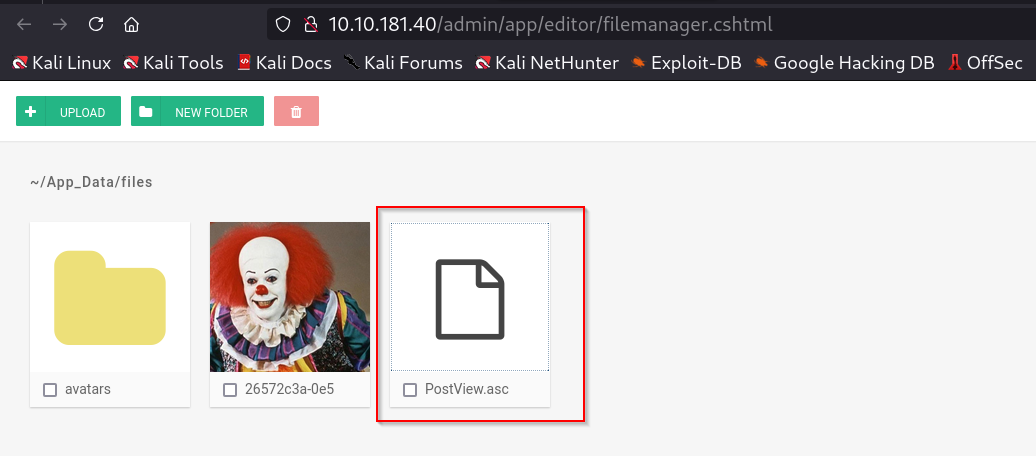 10.10.181.40/admin/app/editor/filemanager.cshtml
Kali Linux Kali Tools Kali Docs Kali Forums Kali NetHunter Exploit-DB Google Hacking DB OffSec
UPLOAD NEW FOLDER
~/App_Data/files
avatars 26572c3a-0e5 PostView.asc